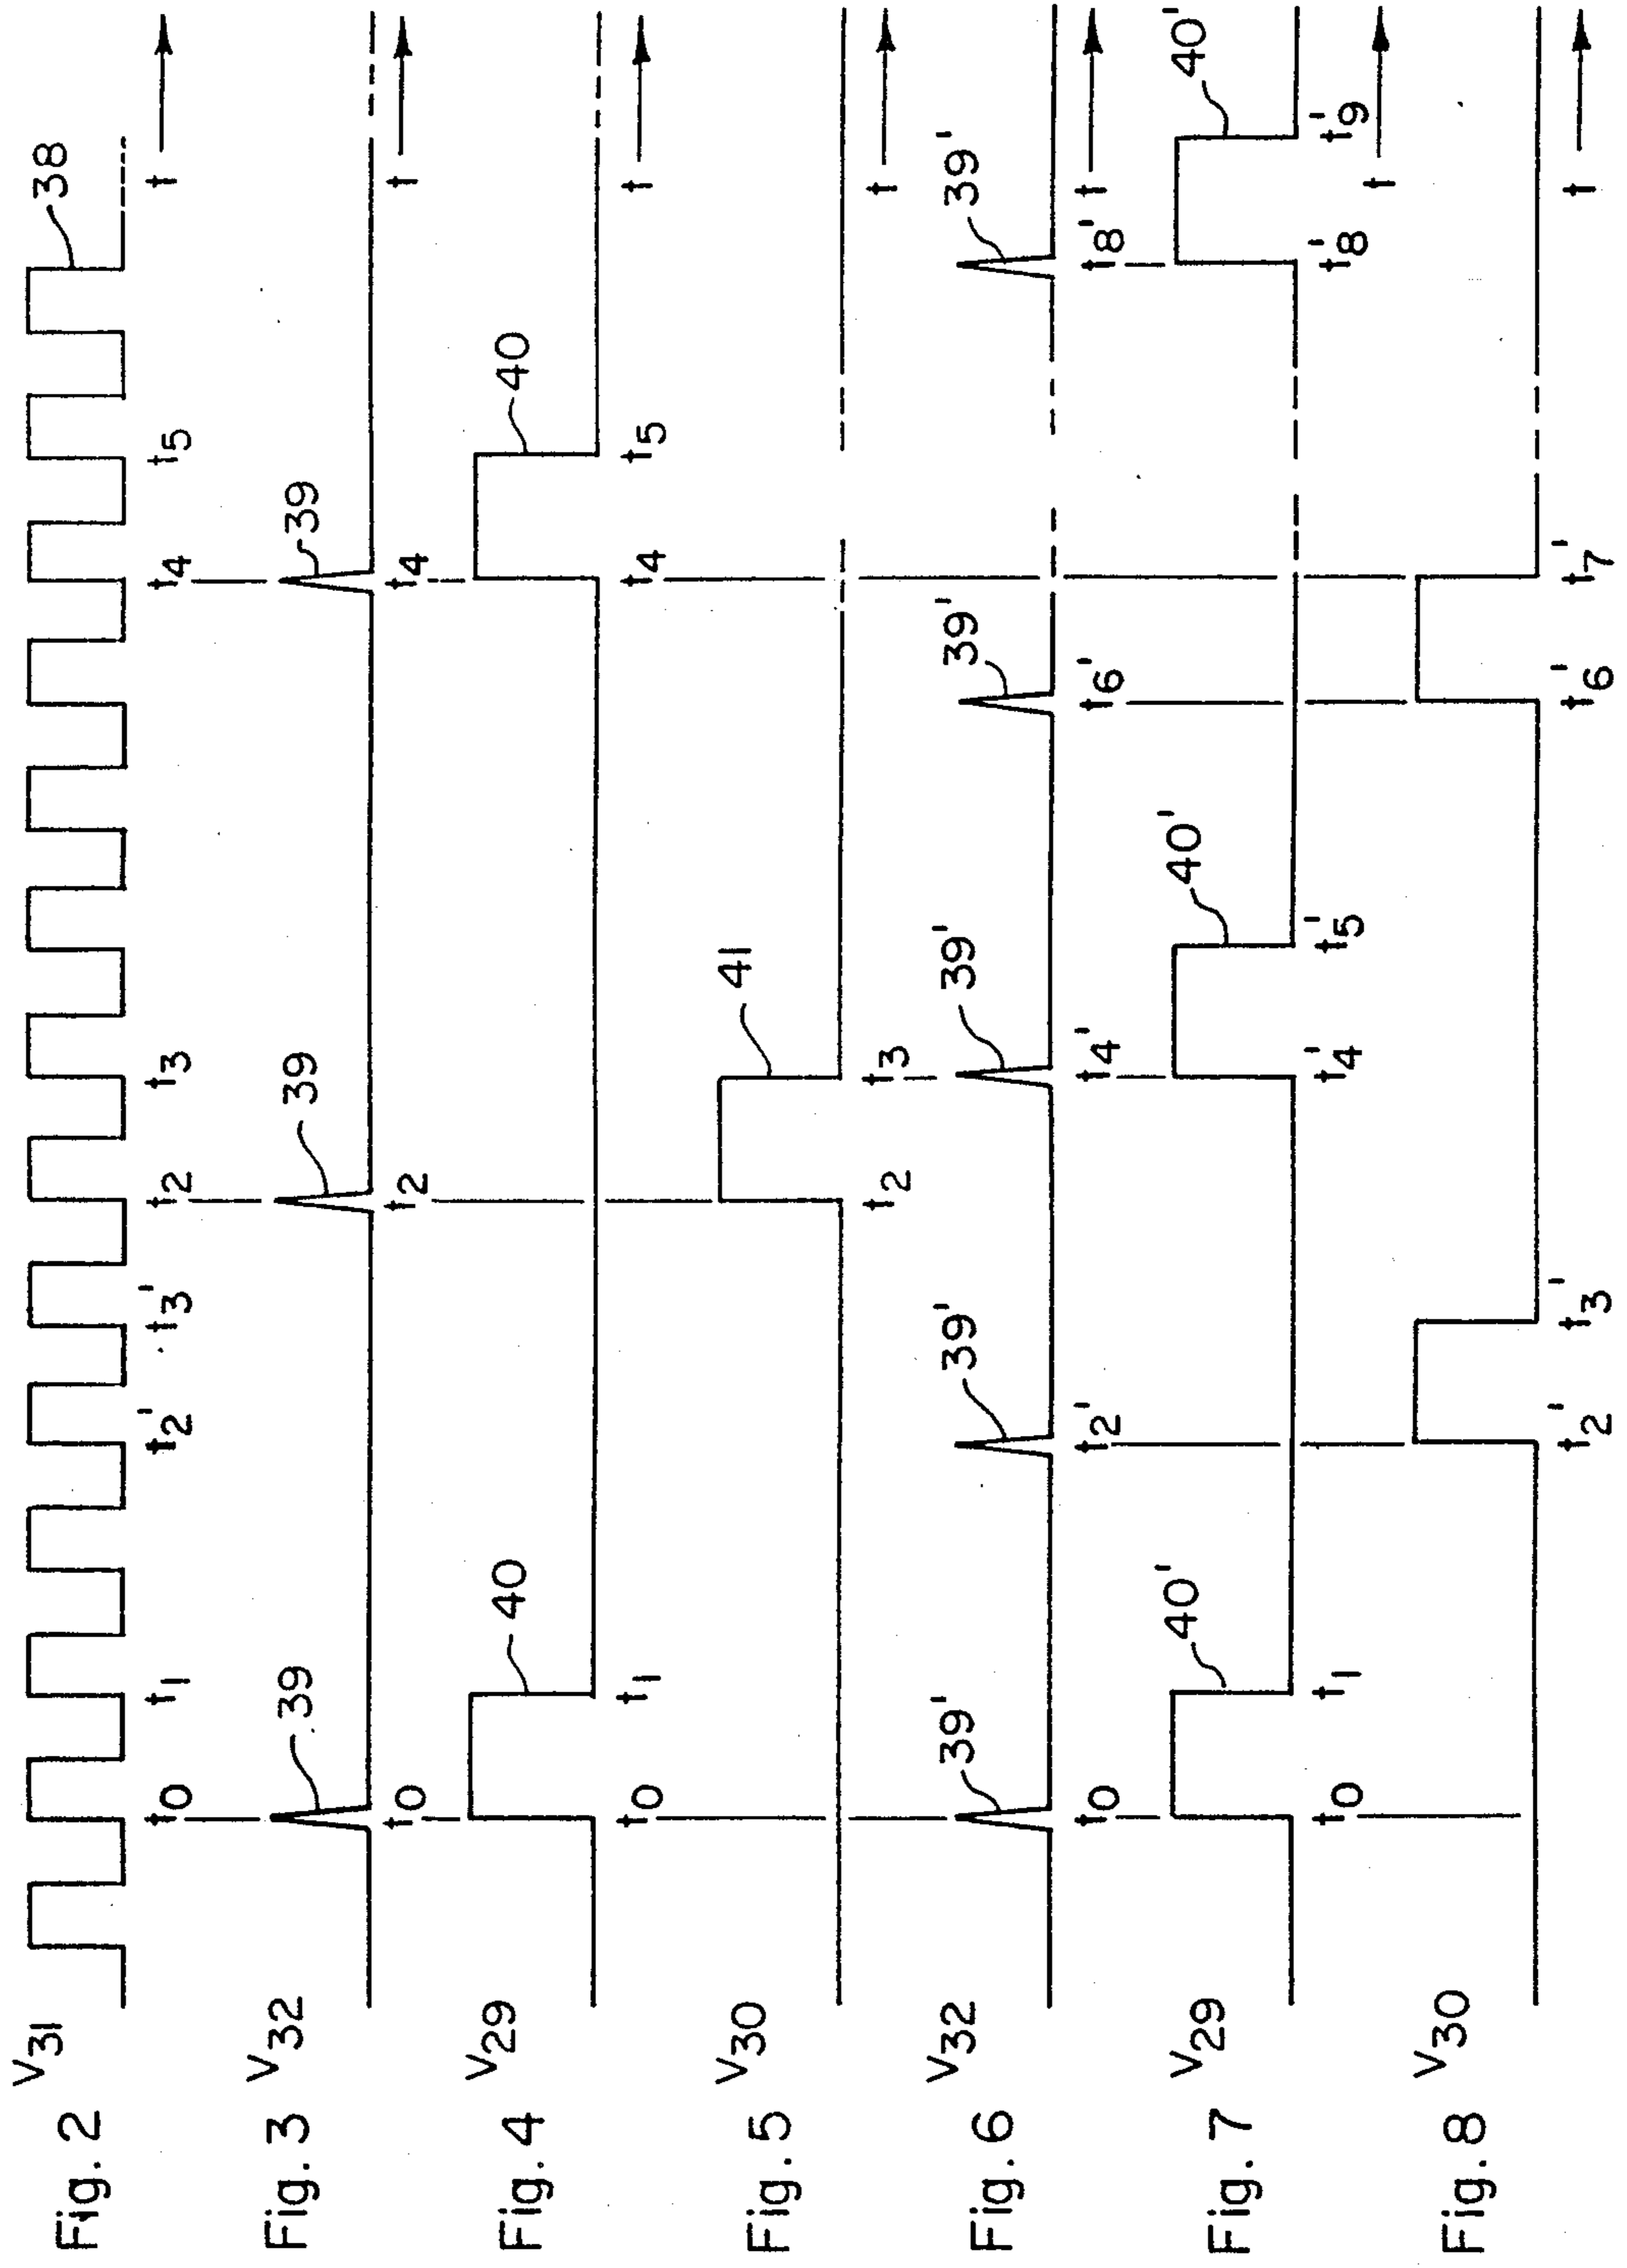 V31 38
Fig. 2
t0 t1 t2' t3' t2 t3 t4 t5 t
V32 39 39 39
Fig. 3
t0 t2 t4 t
V29 40 40
Fig. 4
t0 t1 t4 t5 t
V30 41
Fig. 5
t2 t3 t
V32 39' 39' 39' 39' 39'
Fig. 6
t0 t2' t4' t6' t8' t
V29 40' 40' 40'
Fig. 7
t0 t1 t4' t5' t8' t9' t
V30
Fig. 8
t2' t3' t6' t7' t